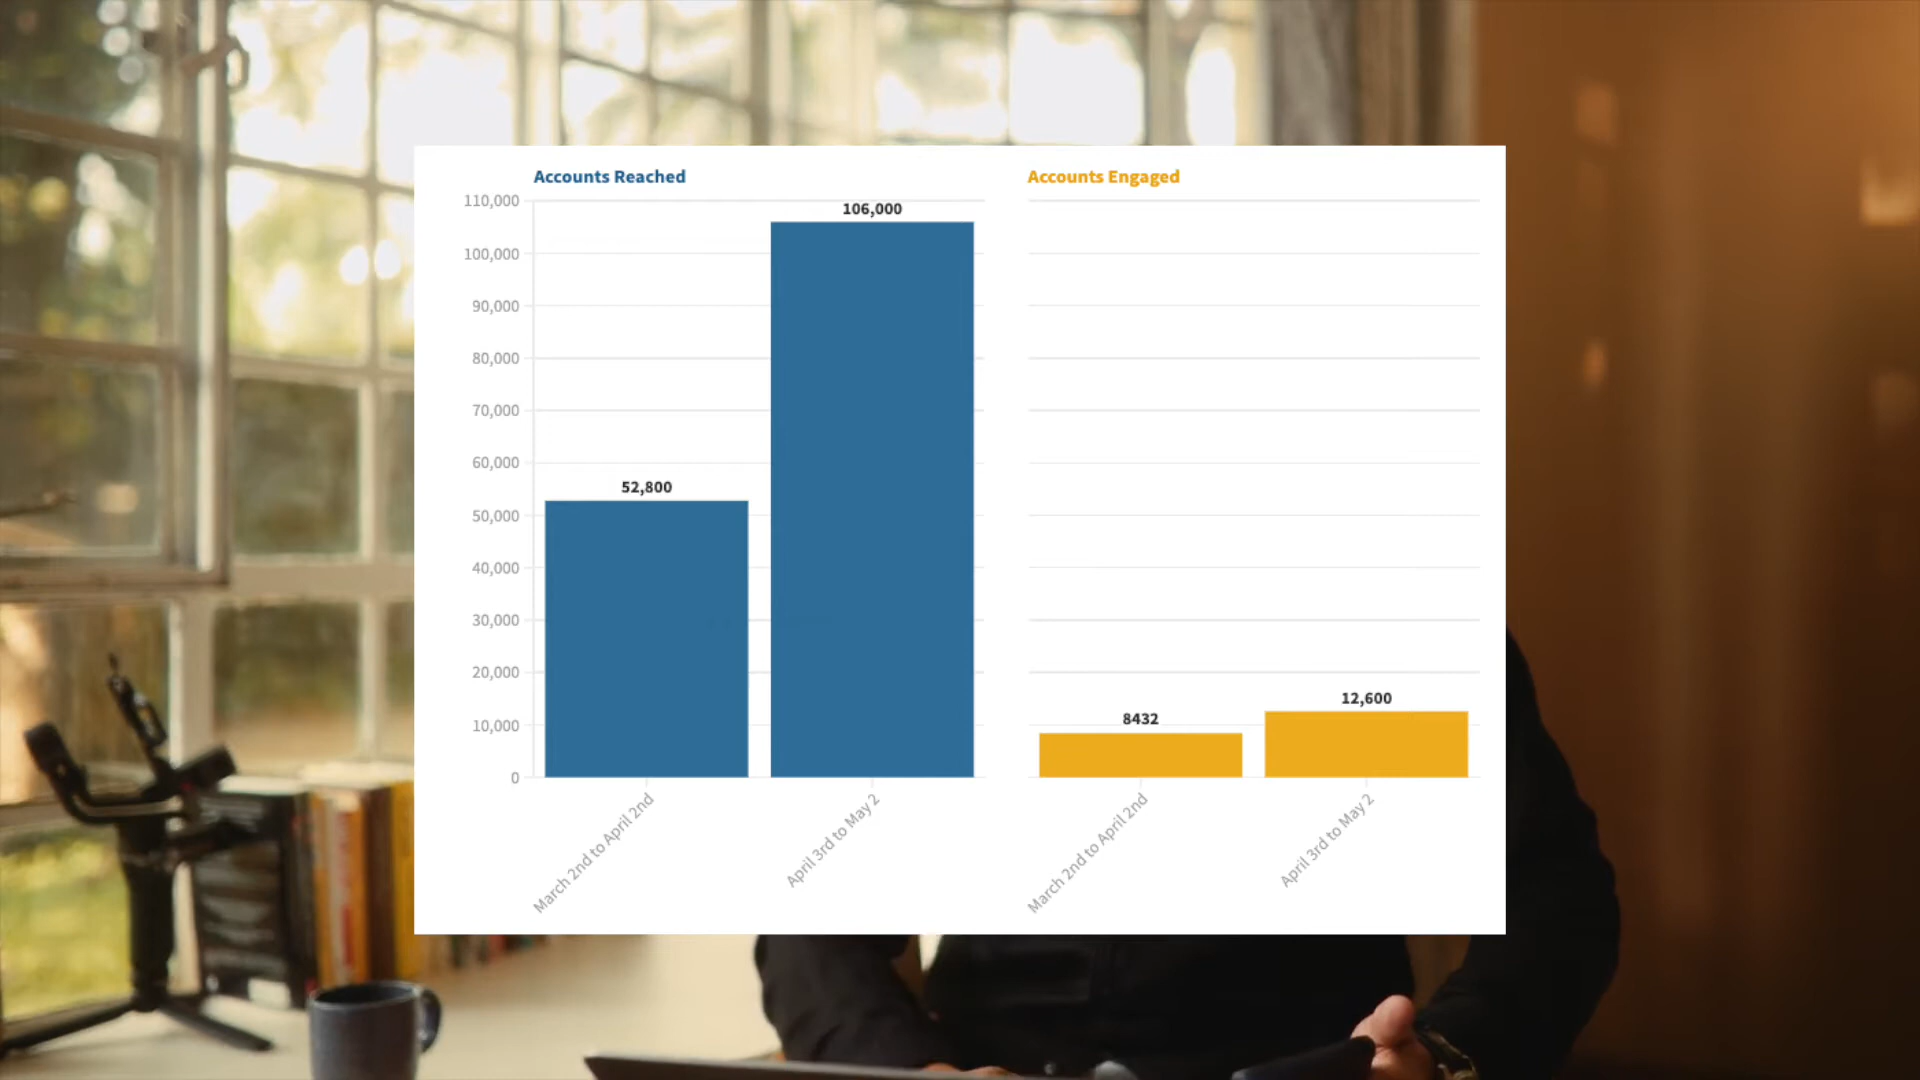 Accounts Reached
Accounts Engaged
110,000
100,000
90,000
80,000
70,000
60,000
50,000
40,000
30,000
20,000
10,000
0
52,800
106,000
8432
12,600
March 2nd to April 2nd
April 3rd to May 2
March 2nd to April 2nd
April 3rd to May 2